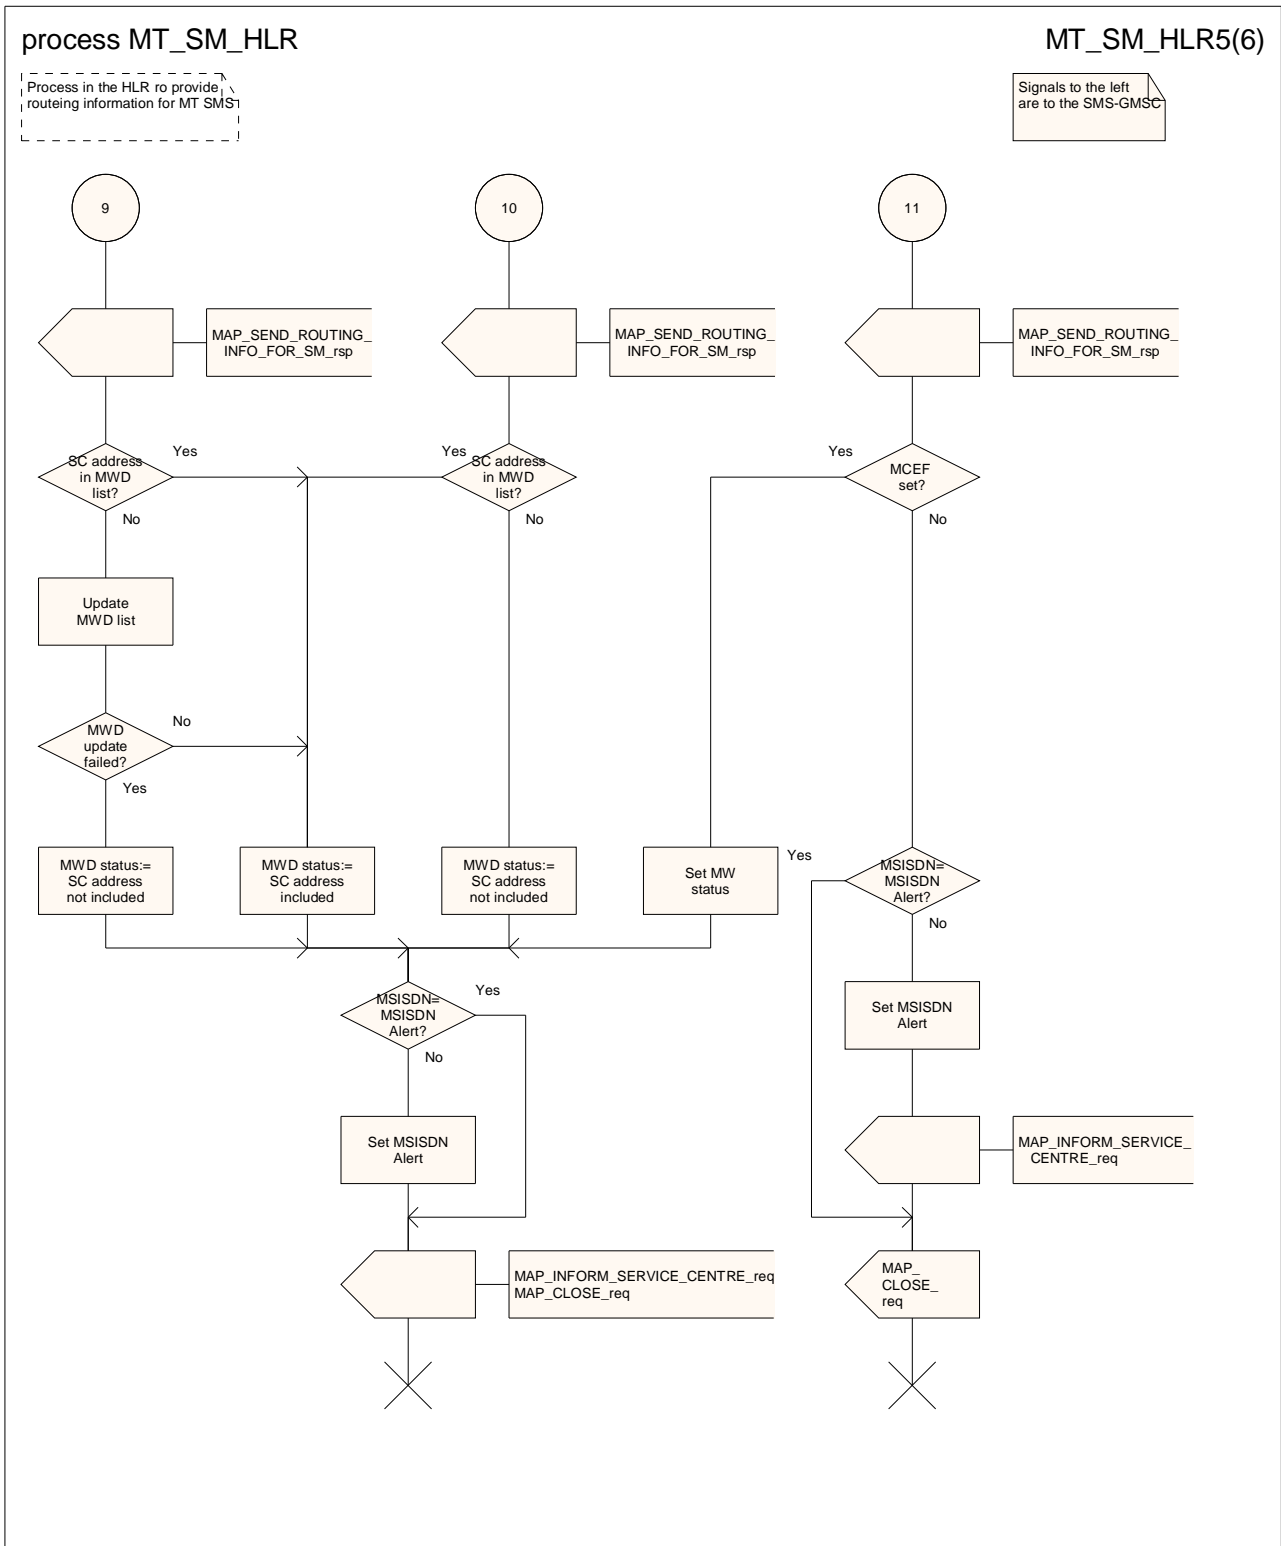 process MT_SM_HLR
MT_SM_HLR5(6)
Process in the HLR ro provide
routeing information for MT SMS
Signals to the left
are to the SMS-GMSC
9
10
11
MAP_SEND_ROUTING_
INFO_FOR_SM_rsp
MAP_SEND_ROUTING_
INFO_FOR_SM_rsp
MAP_SEND_ROUTING_
INFO_FOR_SM_rsp
SC address
in MWD
list?
Yes
No
Yes
SC address
in MWD
list?
No
Yes
MCEF
set?
No
Update
MWD list
MWD
update
failed?
No
Yes
MWD status:=
SC address
not included
MWD status:=
SC address
included
MWD status:=
SC address
not included
Set MW
status
Yes
MSISDN=
MSISDN
Alert?
No
MSISDN=
MSISDN
Alert?
Yes
No
Set MSISDN
Alert
Set MSISDN
Alert
MAP_INFORM_SERVICE_
CENTRE_req
MAP_INFORM_SERVICE_CENTRE_req
MAP_CLOSE_req
MAP_
CLOSE_
req